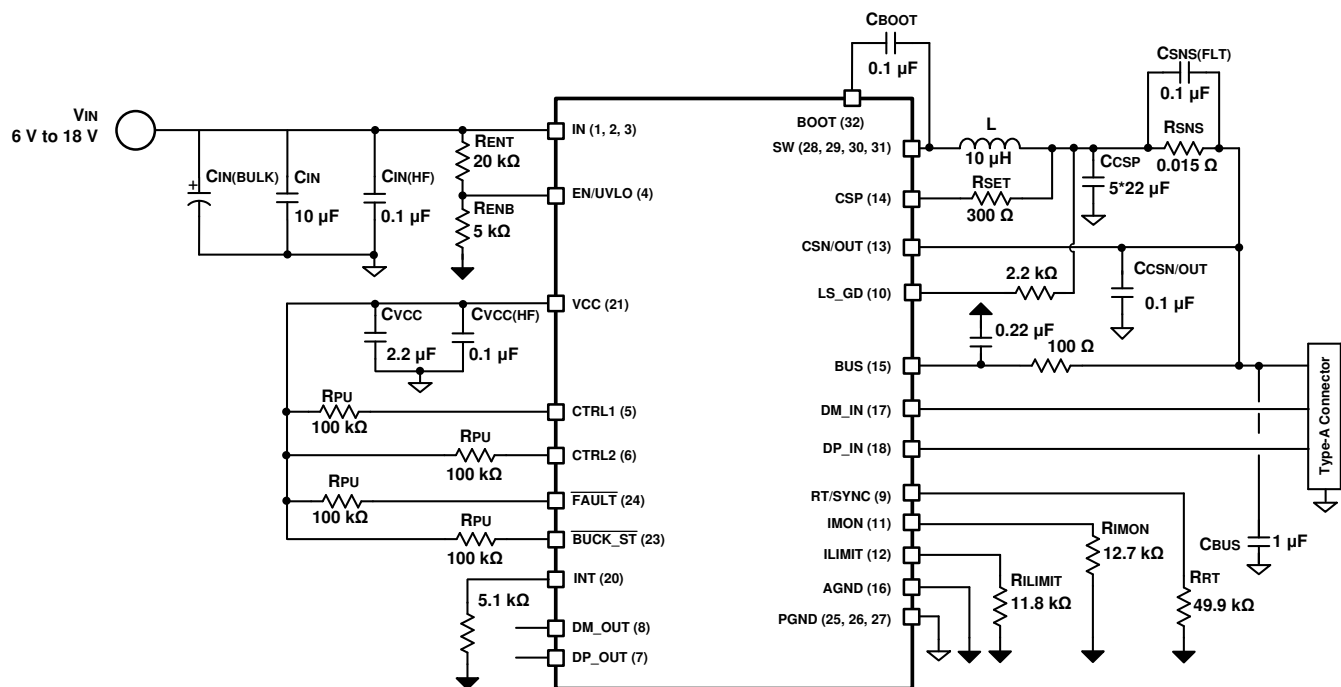 CBOOT
0.1 µF
CSNS(FLT)
0.1 µF
VIN
6 V to 18 V
CIN(BULK)
CIN
10 µF
CIN(HF)
0.1 µF
RENT
20 kΩ
RENB
5 kΩ
IN (1, 2, 3)
EN/UVLO (4)
BOOT (32)
SW (28, 29, 30, 31)
L
10 µH
RSNS
0.015 Ω
CCSP
5*22 µF
CSP (14)
RSET
300 Ω
CSN/OUT (13)
CCSN/OUT
0.1 µF
LS_GD (10)
2.2 kΩ
VCC (21)
CVCC
2.2 µF
CVCC(HF)
0.1 µF
0.22 µF
BUS (15)
100 Ω
CTRL1 (5)
RPU
100 kΩ
DM_IN (17)
Type-A Connector
CTRL2 (6)
RPU
100 kΩ
DP_IN (18)
FAULT (24)
RPU
100 kΩ
RT/SYNC (9)
BUCK_ST (23)
RPU
100 kΩ
IMON (11)
RIMON
12.7 kΩ
CBUS
1 µF
INT (20)
5.1 kΩ
ILIMIT (12)
RILIMIT
11.8 kΩ
RRT
49.9 kΩ
AGND (16)
PGND (25, 26, 27)
DM_OUT (8)
DP_OUT (7)